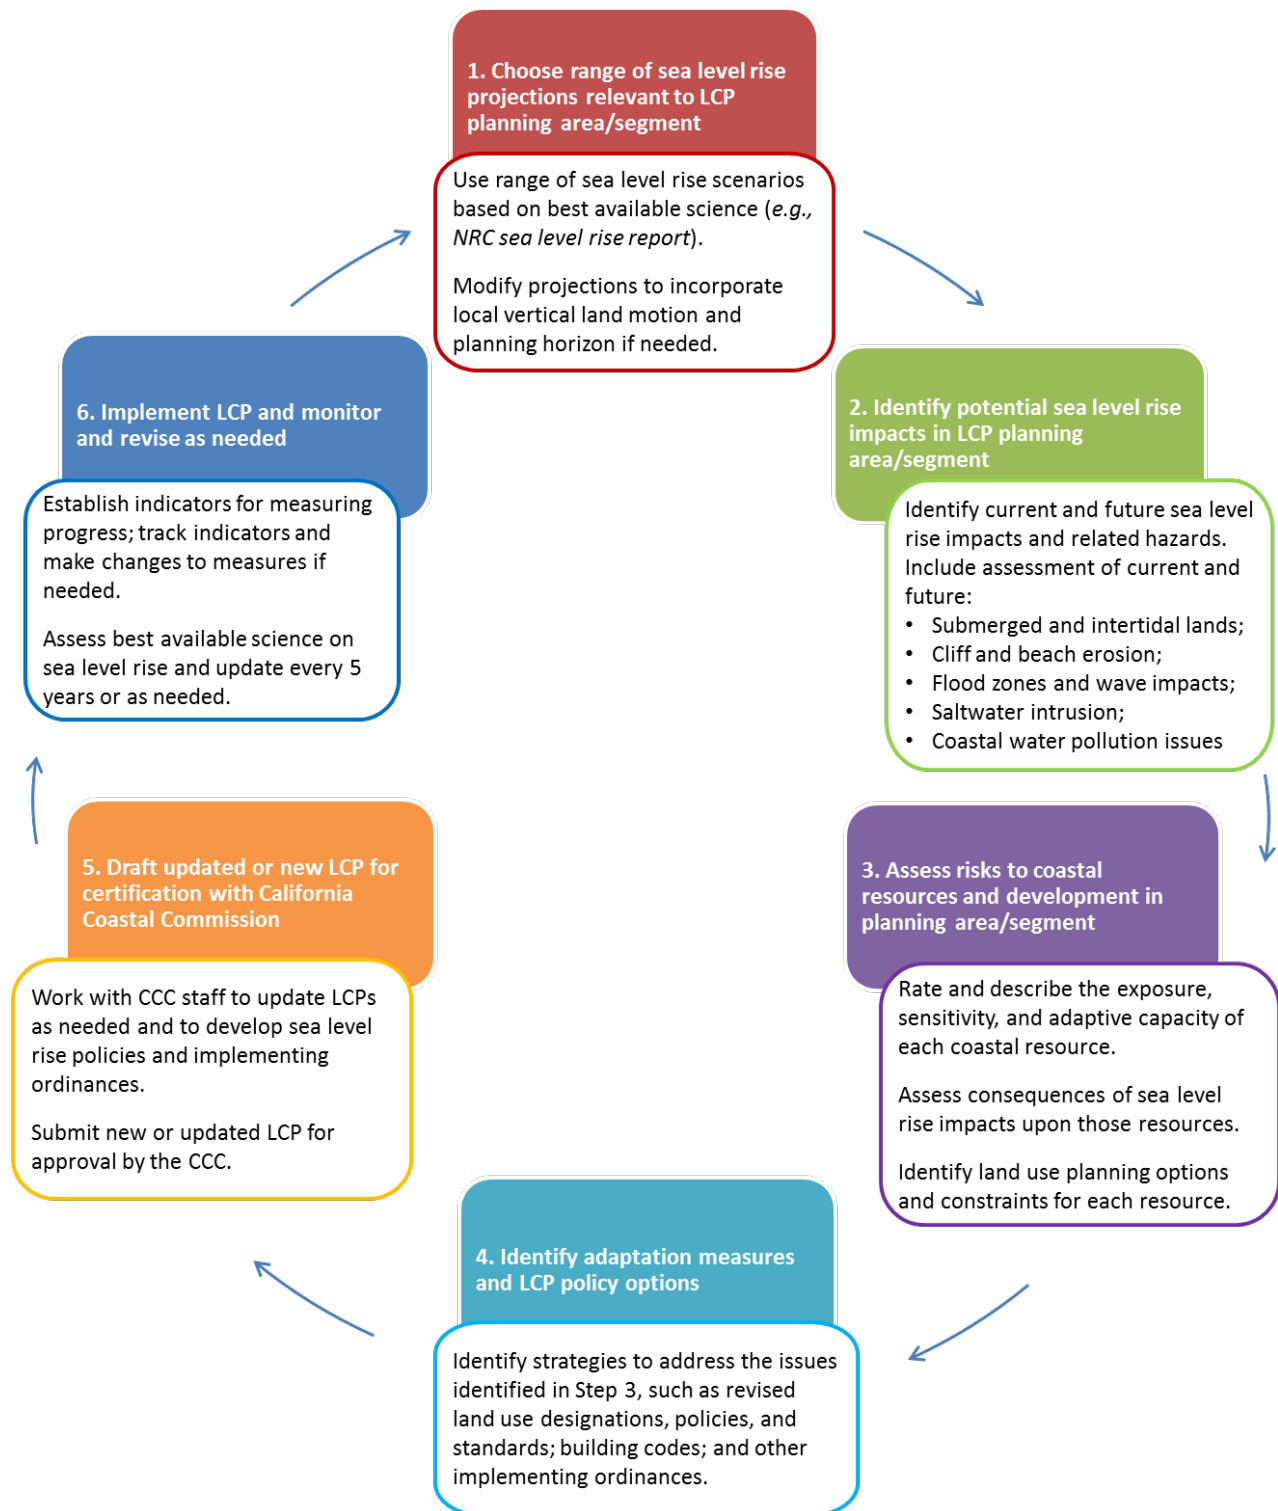 1. Choose range of sea level rise
projections relevant to LCP
planning area/segment
Use range of sea level rise scenarios
based on best available science (e.g.,
NRC sea level rise report).
Modify projections to incorporate
local vertical land motion and
planning horizon if needed.
2. Identify potential sea level rise
impacts in LCP planning
area/segment
Identify current and future sea level
rise impacts and related hazards.
Include assessment of current and
future:
• Submerged and intertidal lands;
• Cliff and beach erosion;
• Flood zones and wave impacts;
• Saltwater intrusion;
• Coastal water pollution issues
3. Assess risks to coastal
resources and development in
planning area/segment
Rate and describe the exposure,
sensitivity, and adaptive capacity of
each coastal resource.
Assess consequences of sea level
rise impacts upon those resources.
Identify land use planning options
and constraints for each resource.
4. Identify adaptation measures
and LCP policy options
Identify strategies to address the issues
identified in Step 3, such as revised
land use designations, policies, and
standards; building codes; and other
implementing ordinances.
5. Draft updated or new LCP for
certification with California
Coastal Commission
Work with CCC staff to update LCPs
as needed and to develop sea level
rise policies and implementing
ordinances.
Submit new or updated LCP for
approval by the CCC.
6. Implement LCP and monitor
and revise as needed
Establish indicators for measuring
progress; track indicators and
make changes to measures if
needed.
Assess best available science on
sea level rise and update every 5
years or as needed.